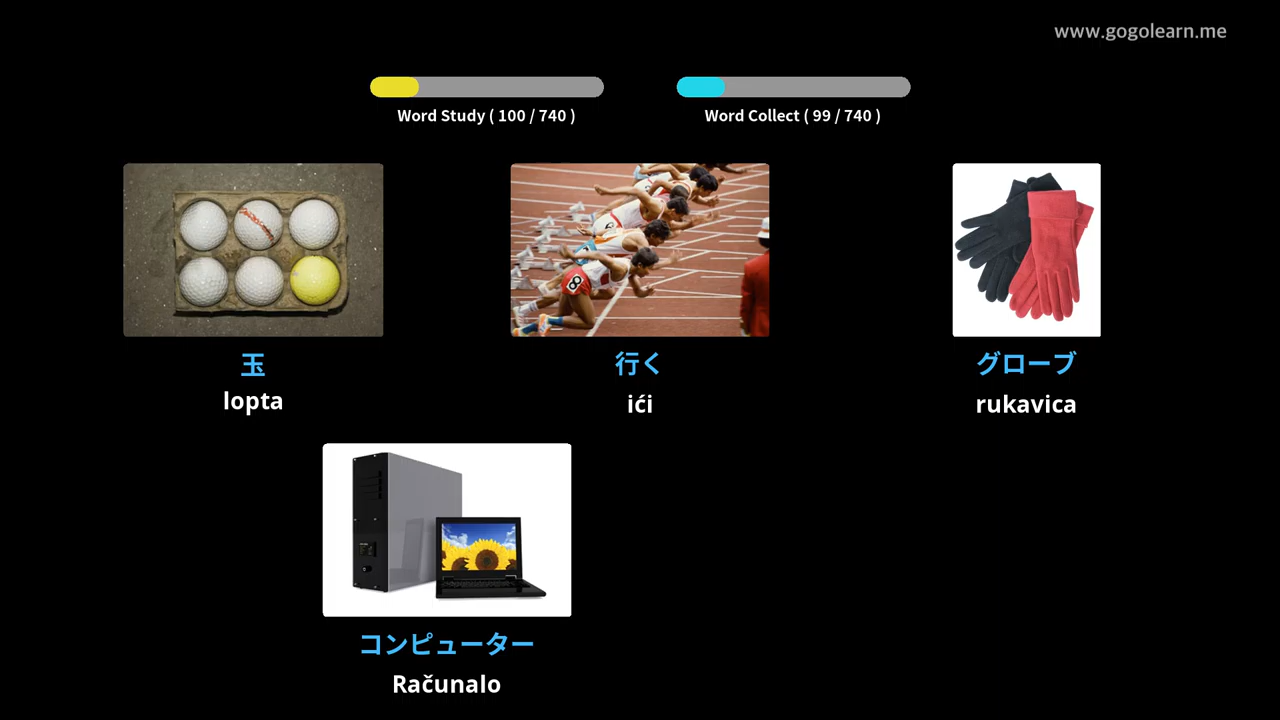 www.gogolearn.me
Word Study ( 100 / 740 )
Word Collect ( 99 / 740 )
玉
lopta
行く
ići
グローブ
rukavica
コンピューター
Računalo